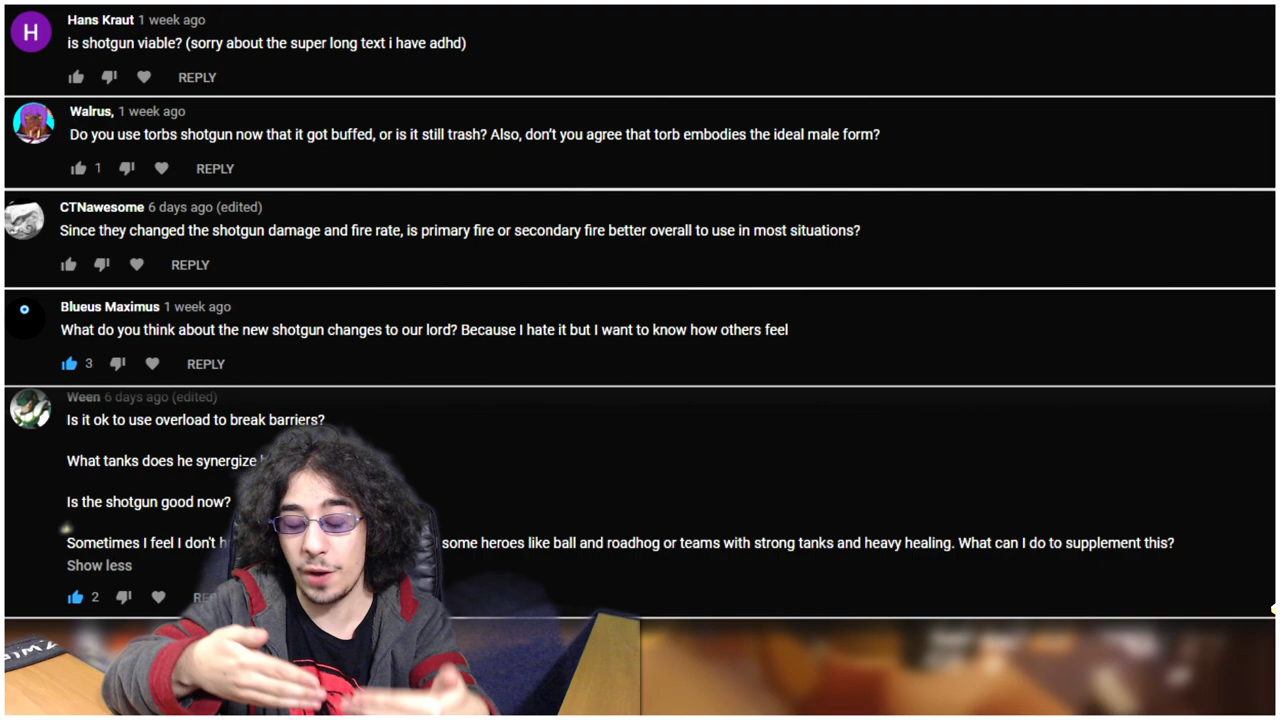 H
Hans Kraut 1 week ago
is shotgun viable? (sorry about the super long text i have adhd)
REPLY
Walrus, 1 week ago
Do you use torbs shotgun now that it got buffed, or is it still trash? Also, don't you agree that torb embodies the ideal male form?
1 REPLY
CTNawesome 6 days ago (edited)
Since they changed the shotgun damage and fire rate, is primary fire or secondary fire better overall to use in most situations?
REPLY
Blueus Maximus 1 week ago
What do you think about the new shotgun changes to our lord? Because I hate it but I want to know how others feel
3 REPLY
Ween 6 days ago (edited)
Is it ok to use overload to break barriers?
What tanks does he synergize
Is the shotgun good now?
Sometimes I feel I don't some heroes like ball and roadhog or teams with strong tanks and heavy healing. What can I do to supplement this?
Show less
2